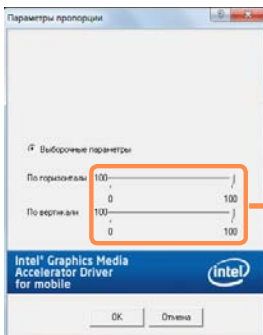 Параметры пропорции
Выборочные параметры
По горизонтали 100
0 100
По вертикали 100
0 100
Intel® Graphics Media
Accelerator Driver
for mobile
intel
OK Отмена